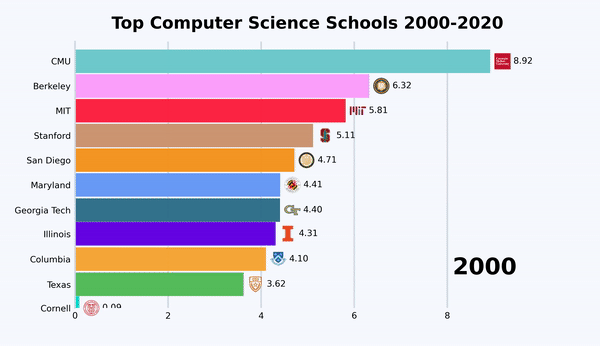 Top Computer Science Schools 2000-2020
CMU 8.92
Berkeley 6.32
MIT MIT 5.81
Stanford 5.11
San Diego 4.71
Maryland 4.41
Georgia Tech GT 4.40
Illinois I 4.31
Columbia 4.10
Texas 3.62
Cornell 0.09
2000
0 2 4 6 8